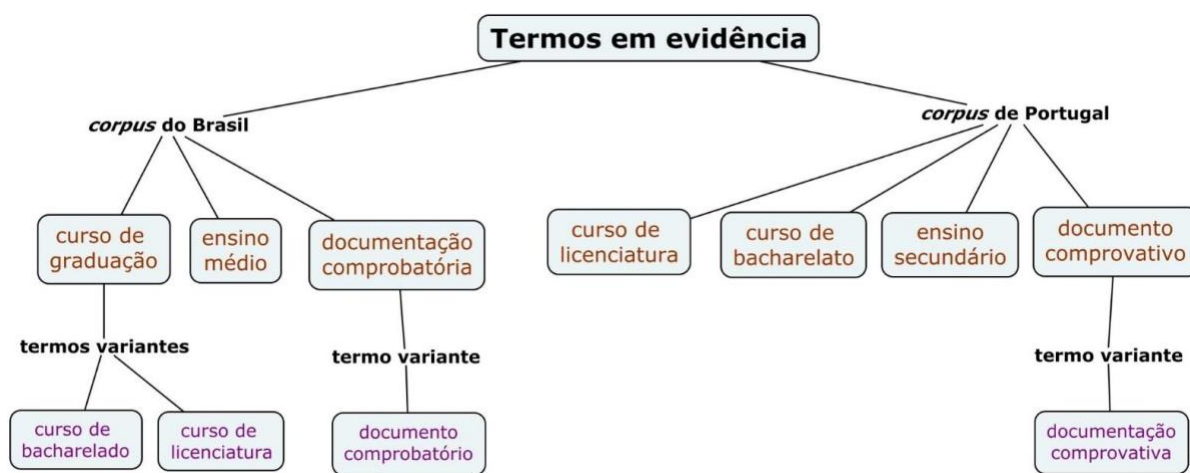 Termos em evidência
corpus do Brasil
corpus de Portugal
curso de
graduação
ensino
médio
documentação
comprobatória
curso de
licenciatura
curso de
bacharelato
ensino
secundário
documento
comprovativo
termos variantes
termo variante
termo variante
curso de
bacharelado
curso de
licenciatura
documento
comprobatório
documentação
comprovativa